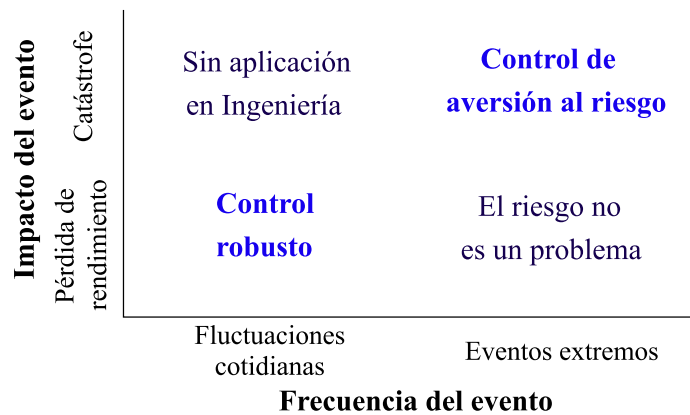 Impacto del evento
Catástrofe
Pérdida de
rendimiento
Sin aplicación
en Ingeniería
Control de
aversión al riesgo
Control
robusto
El riesgo no
es un problema
Fluctuaciones
cotidianas
Eventos extremos
Frecuencia del evento